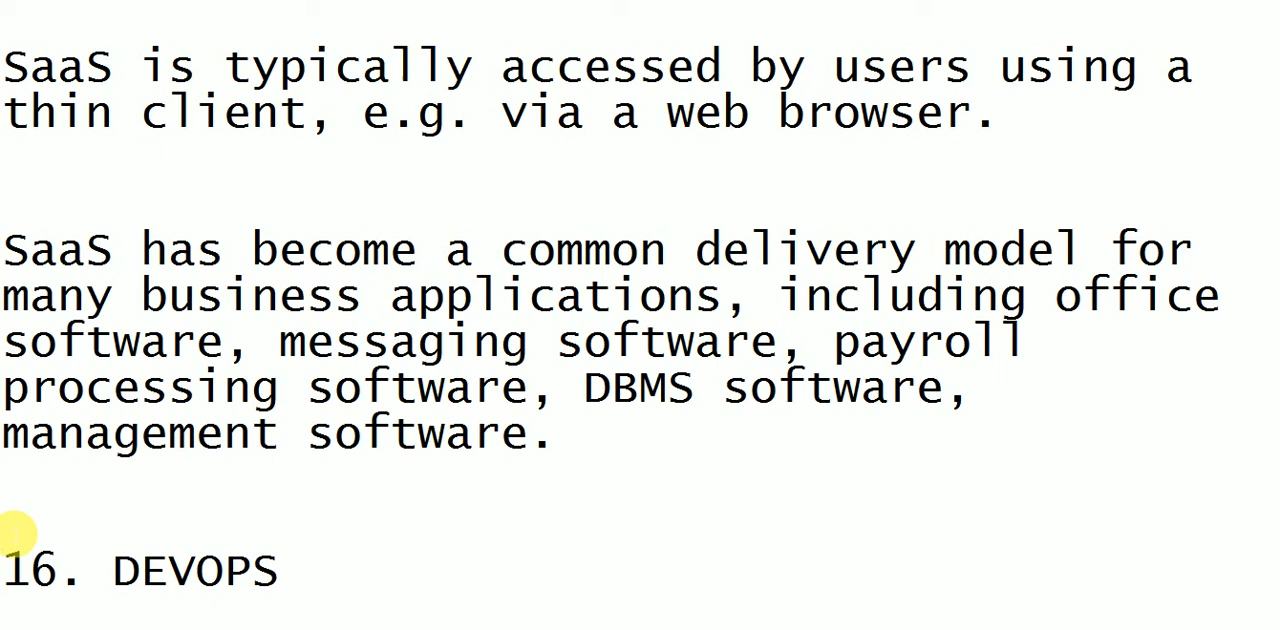 SaaS is typically accessed by users using a
thin client, e.g. via a web browser.
SaaS has become a common delivery model for
many business applications, including office
software, messaging software, payroll
processing software, DBMS software,
management software.
16. DEVOPS